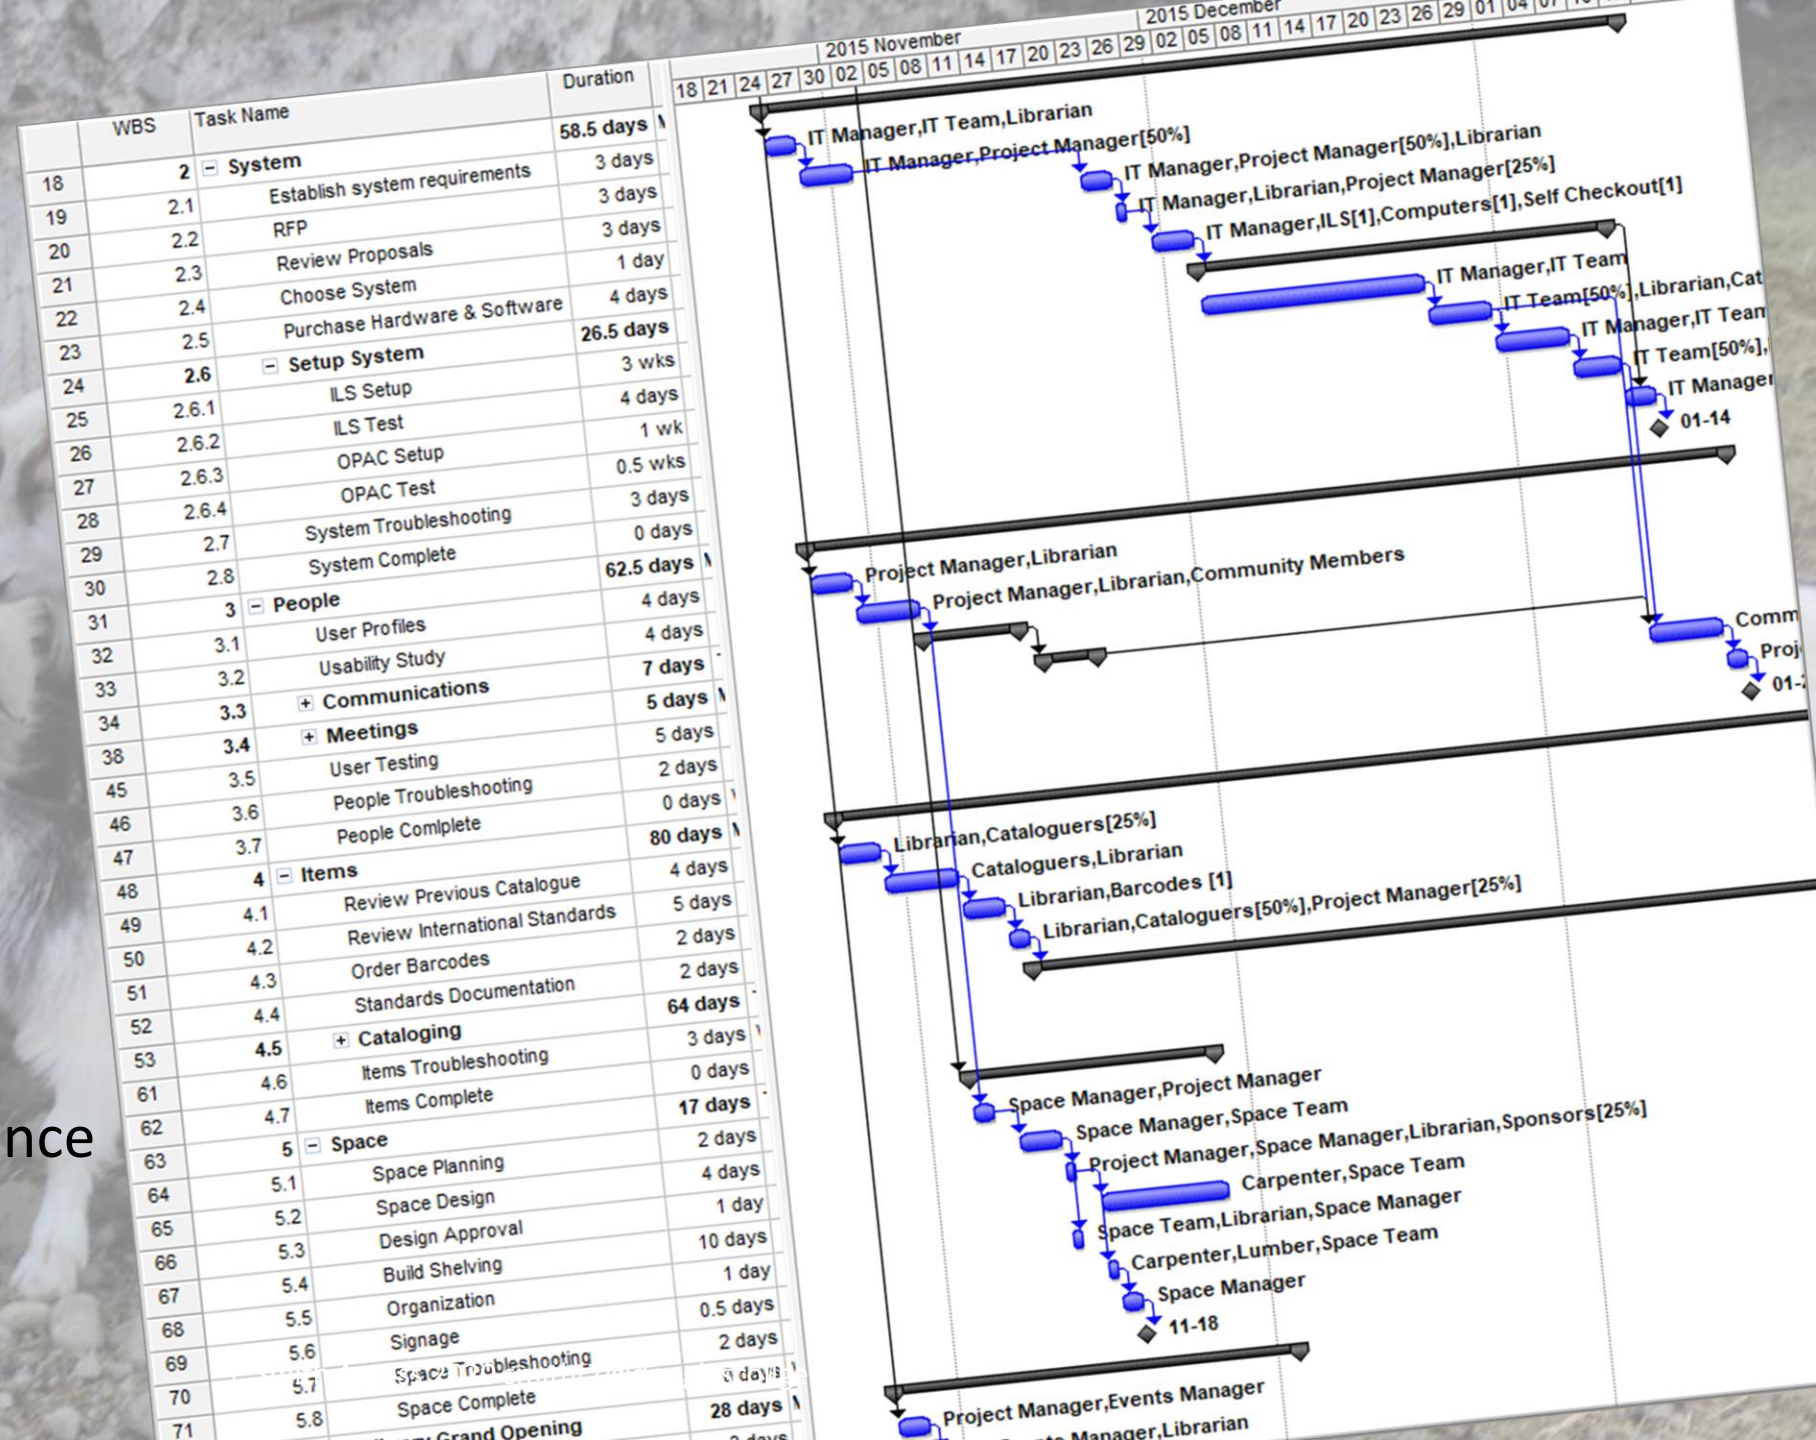 2015 November 2015 December
18 21 24 27 30 02 05 08 11 14 17 20 23 26 29 02 05 08 11 14 17 20 23 26 29 01 04
WBS Task Name Duration
18 2 System 58.5 days
19 2.1 Establish system requirements 3 days IT Manager,IT Team,Librarian
20 2.2 RFP 3 days IT Manager,Project Manager[50%]
21 2.3 Review Proposals 3 days IT Manager,Project Manager[50%],Librarian
22 2.4 Choose System 1 day IT Manager,Librarian,Project Manager[25%]
23 2.5 Purchase Hardware & Software 4 days IT Manager,ILS[1],Computers[1],Self Checkout[1]
24 2.6 Setup System 26.5 days
25 2.6.1 ILS Setup 3 wks IT Manager,IT Team
26 2.6.2 ILS Test 4 days IT Team[50%],Librarian,Cat
27 2.6.3 OPAC Setup 1 wk IT Manager,IT Team
28 2.6.4 OPAC Test 0.5 wks IT Team[50%],
29 2.7 System Troubleshooting 3 days IT Manager
30 2.8 System Complete 0 days 01-14
31 3 People 62.5 days
32 3.1 User Profiles 4 days Project Manager,Librarian
33 3.2 Usability Study 4 days Project Manager,Librarian,Community Members
34 3.3 Communications 7 days
38 3.4 Meetings 5 days
45 3.5 User Testing 5 days Comm
46 3.6 People Troubleshooting 2 days Proj
47 3.7 People Comlplete 0 days 01-
48 4 Items 80 days
49 4.1 Review Previous Catalogue 4 days Librarian,Cataloguers[25%]
50 4.2 Review International Standards 5 days Cataloguers,Librarian
51 4.3 Order Barcodes 2 days Librarian,Barcodes [1]
52 4.4 Standards Documentation 2 days Librarian,Cataloguers[50%],Project Manager[25%]
53 4.5 Cataloging 64 days
61 4.6 Items Troubleshooting 3 days
62 4.7 Items Complete 0 days
63 5 Space 17 days
64 5.1 Space Planning 2 days Space Manager,Project Manager
65 5.2 Space Design 4 days Space Manager,Space Team
66 5.3 Design Approval 1 day Project Manager,Space Manager,Librarian,Sponsors[25%]
67 5.4 Build Shelving 10 days Carpenter,Space Team
68 5.5 Organization 1 day Space Team,Librarian,Space Manager
69 5.6 Signage 0.5 days Carpenter,Lumber,Space Team
70 5.7 Space Troubleshooting 2 days Space Manager
71 5.8 Space Complete 0 days 11-18
Grand Opening 28 days
Project Manager,Events Manager
Manager,Librarian
nce